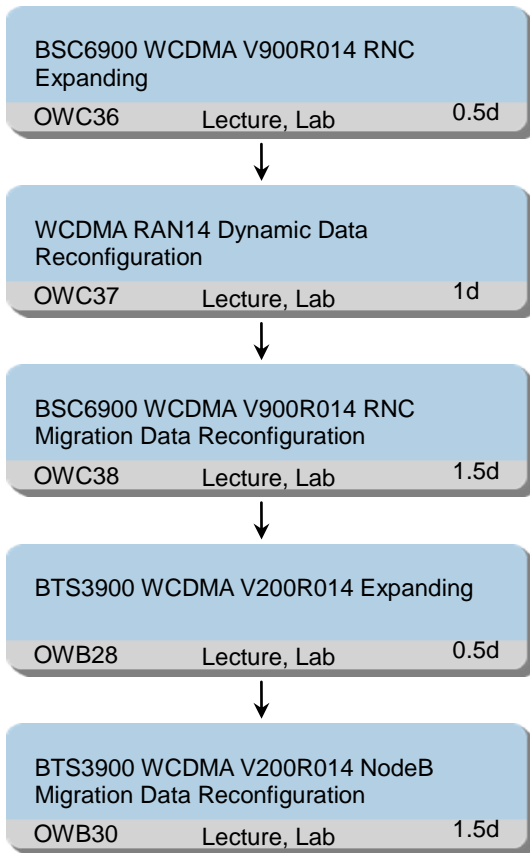 BSC6900 WCDMA V900R014 RNC
Expanding
OWC36 Lecture, Lab 0.5d
WCDMA RAN14 Dynamic Data
Reconfiguration
OWC37 Lecture, Lab 1d
BSC6900 WCDMA V900R014 RNC
Migration Data Reconfiguration
OWC38 Lecture, Lab 1.5d
BTS3900 WCDMA V200R014 Expanding
OWB28 Lecture, Lab 0.5d
BTS3900 WCDMA V200R014 NodeB
Migration Data Reconfiguration
OWB30 Lecture, Lab 1.5d